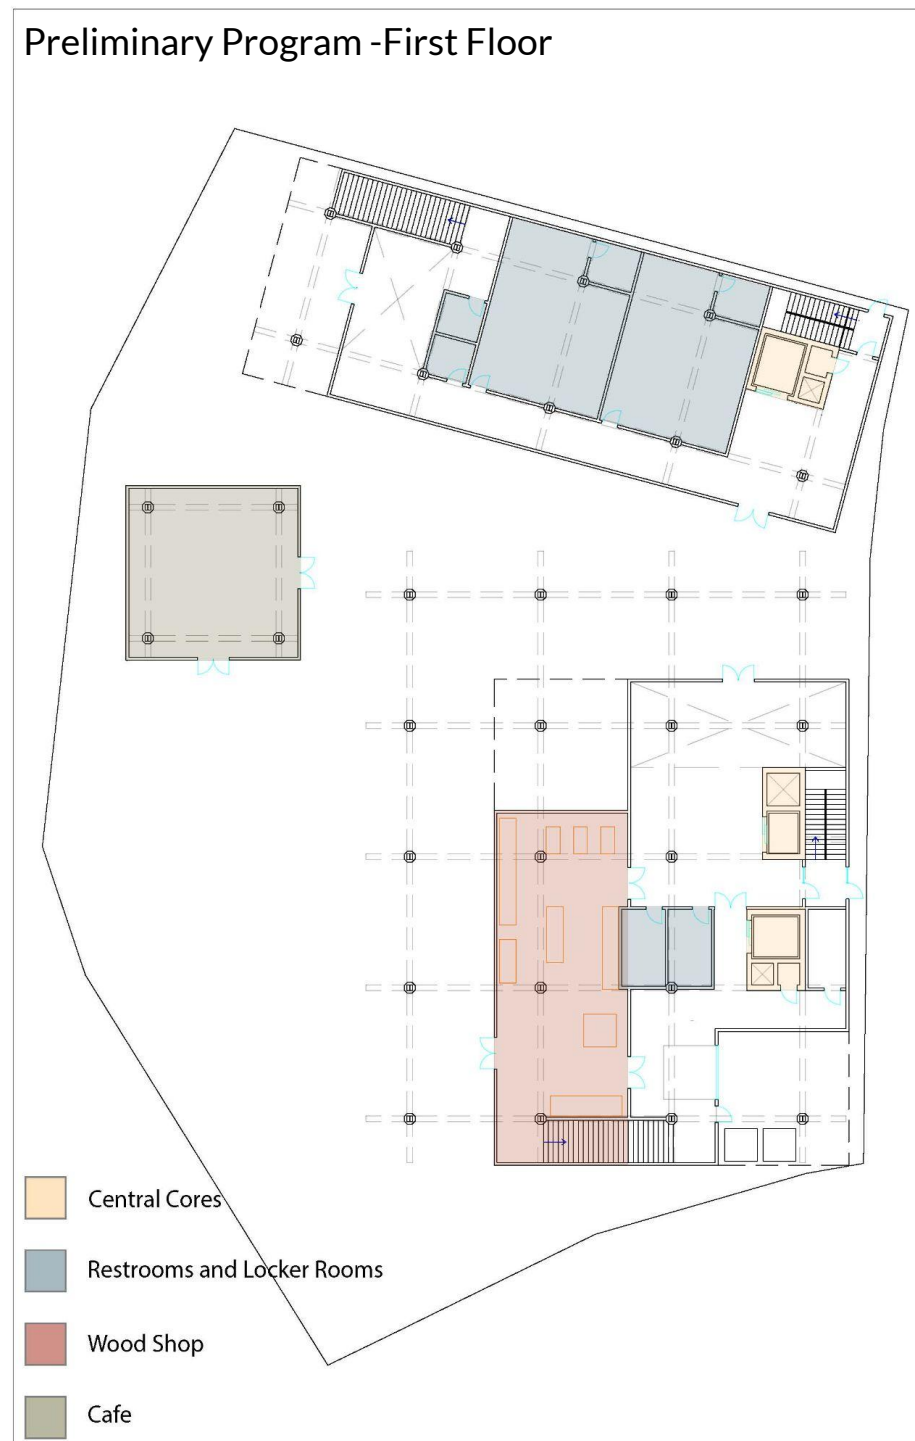 Preliminary Program -First Floor
Central Cores
Restrooms and Locker Rooms
Wood Shop
Cafe